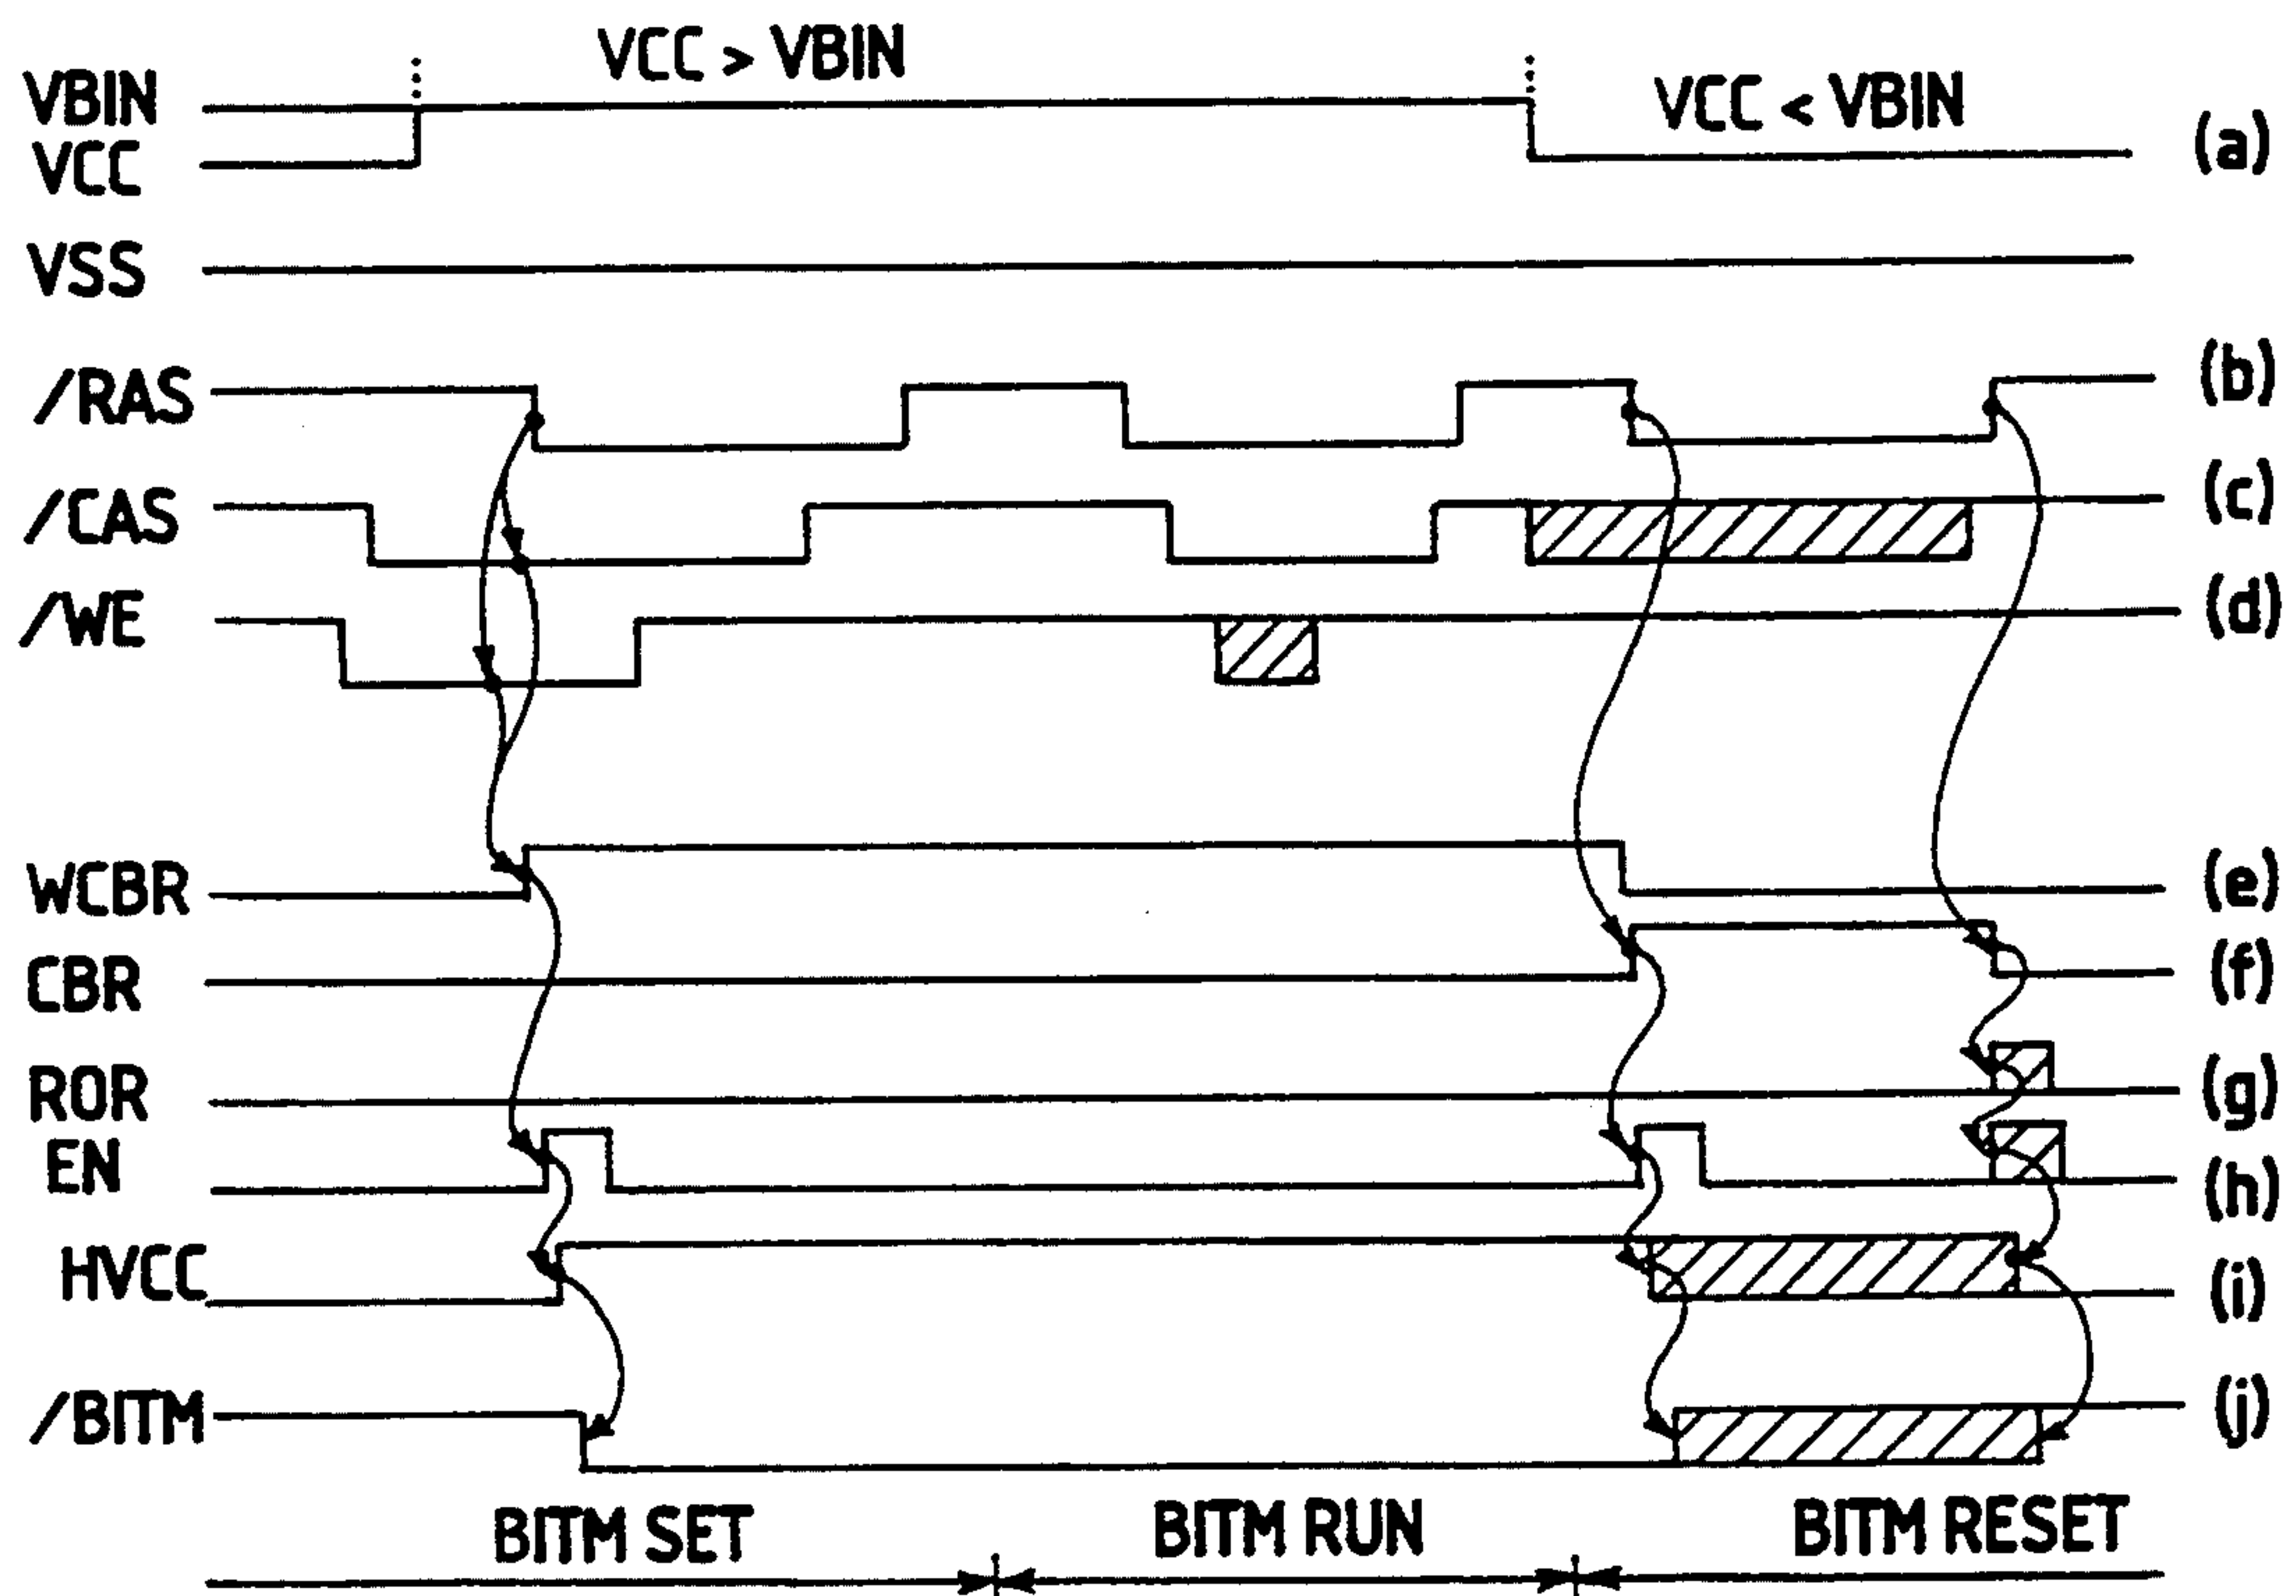 VCC > VBIN
VBIN
VCC < VBIN
VCC
(a)
VSS
/RAS
(b)
/CAS
(c)
/WE
(d)
WCBR
(e)
CBR
(f)
ROR
(g)
EN
(h)
HVCC
(i)
/BITM
(j)
BITM SET
BITM RUN
BITM RESET